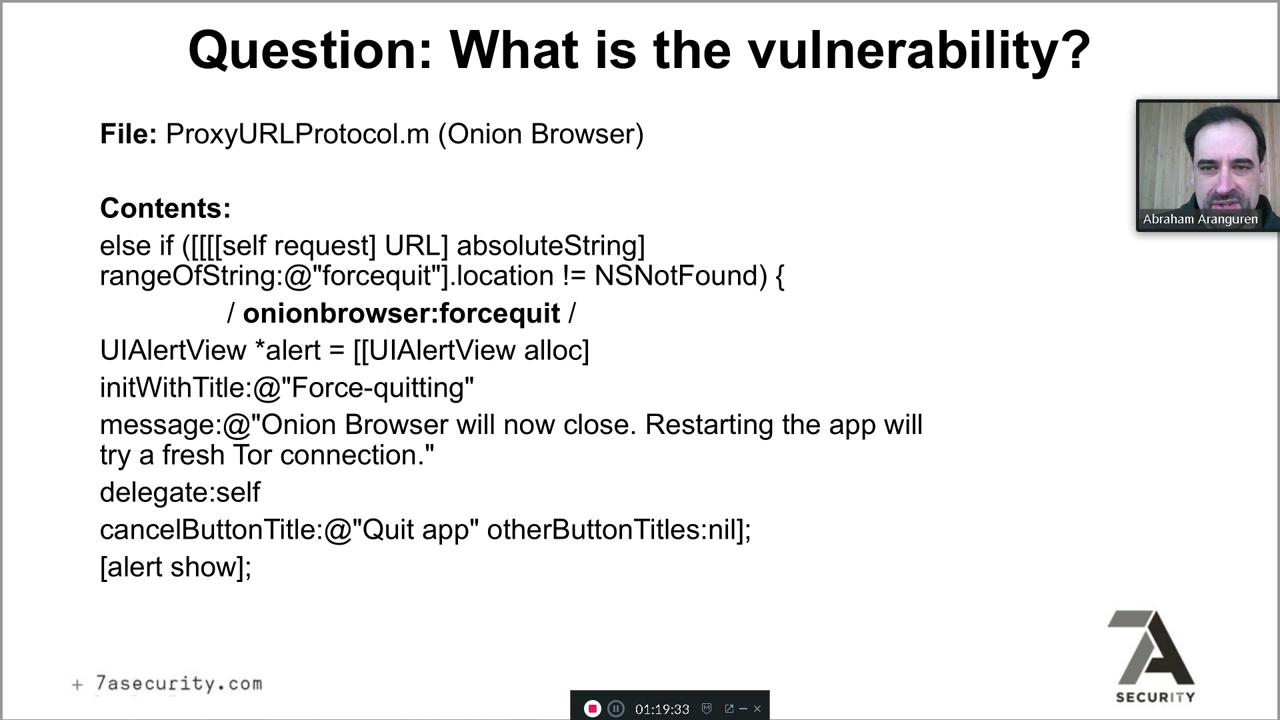 Question: What is the vulnerability?
File: ProxyURLProtocol.m (Onion Browser)
Contents:
else if ([[[[self request] URL] absoluteString]
rangeOfString:@"forcequit"].location != NSNotFound) {
/ onionbrowser:forcequit /
UIAlertView *alert = [[UIAlertView alloc]
initWithTitle:@"Force-quitting"
message:@"Onion Browser will now close. Restarting the app will
try a fresh Tor connection."
delegate:self
cancelButtonTitle:@"Quit app" otherButtonTitles:nil];
[alert show];
Abraham Aranguren
+ 7asecurity.com
7A
SECURITY
01:19:33